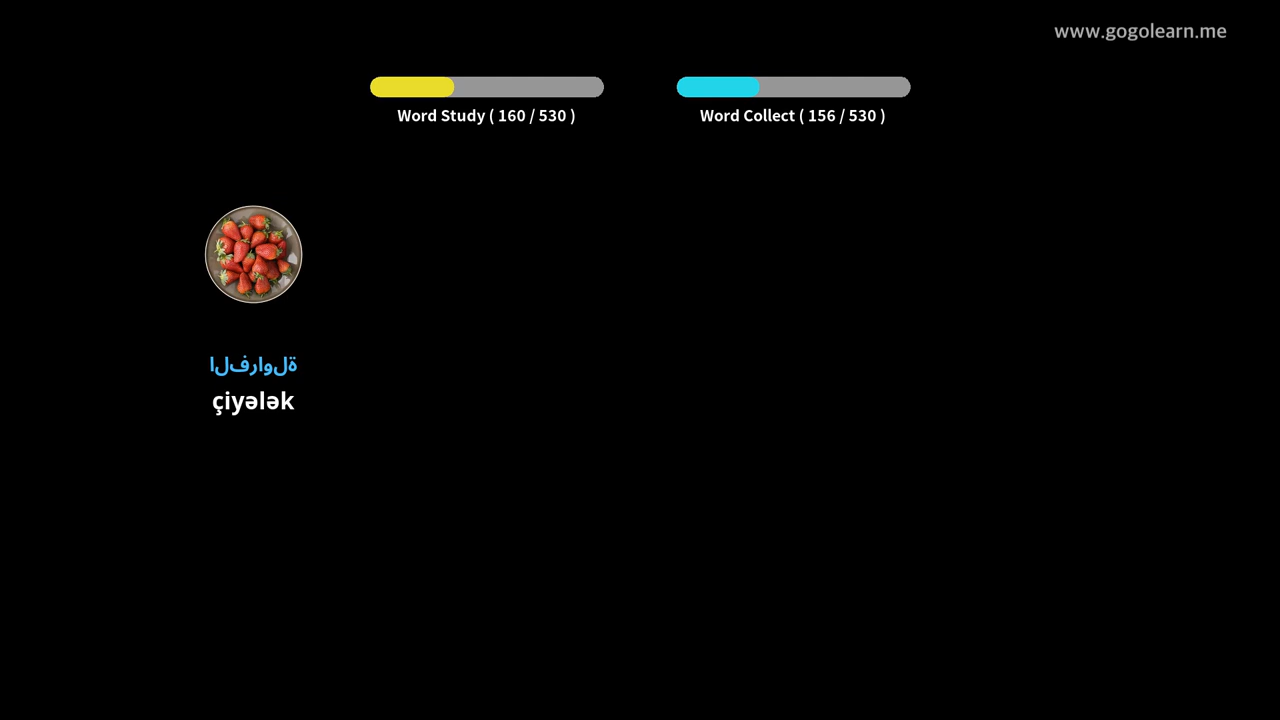 www.gogolearn.me
Word Study ( 160 / 530 )
Word Collect ( 156 / 530 )
الفراولة
çiyələk